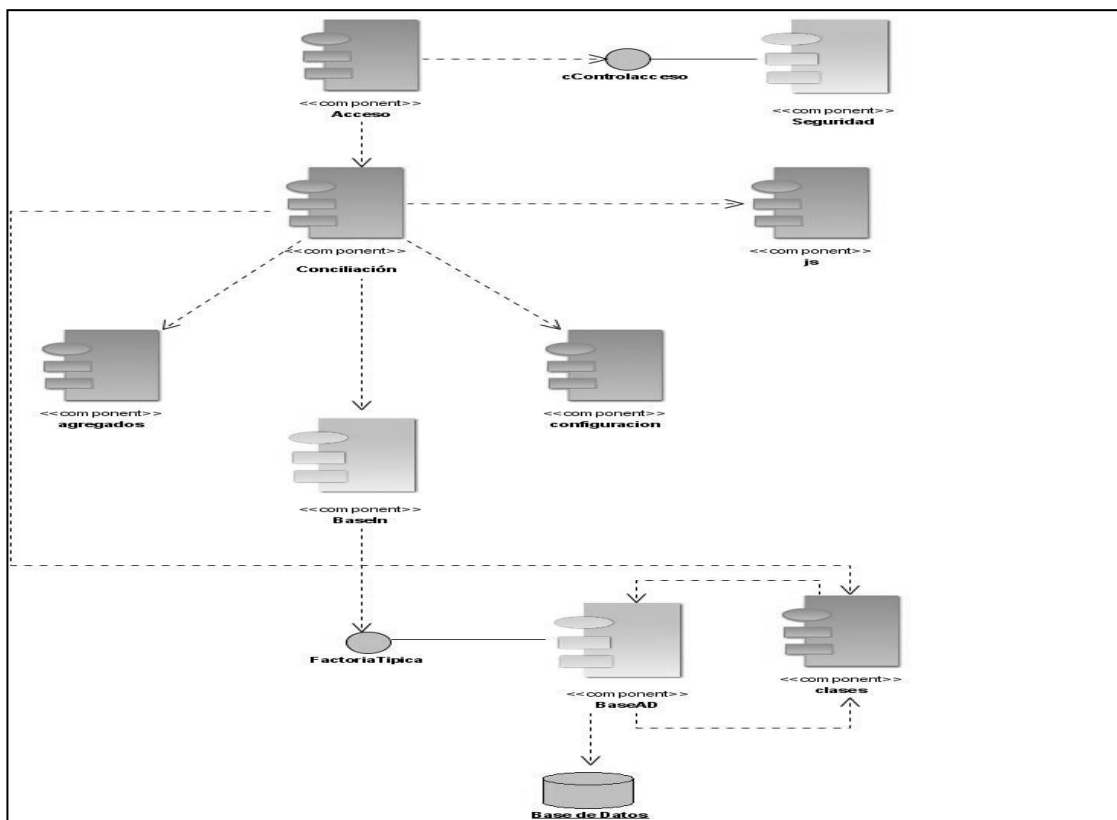 cControlacceso
<<component>>
Acceso
<<component>>
Seguridad
<<component>>
Conciliación
<<component>>
js
<<component>>
agregados
<<component>>
configuracion
<<component>>
BaseIn
FactoriaTipica
<<component>>
BaseAD
<<component>>
clases
Base de Datos